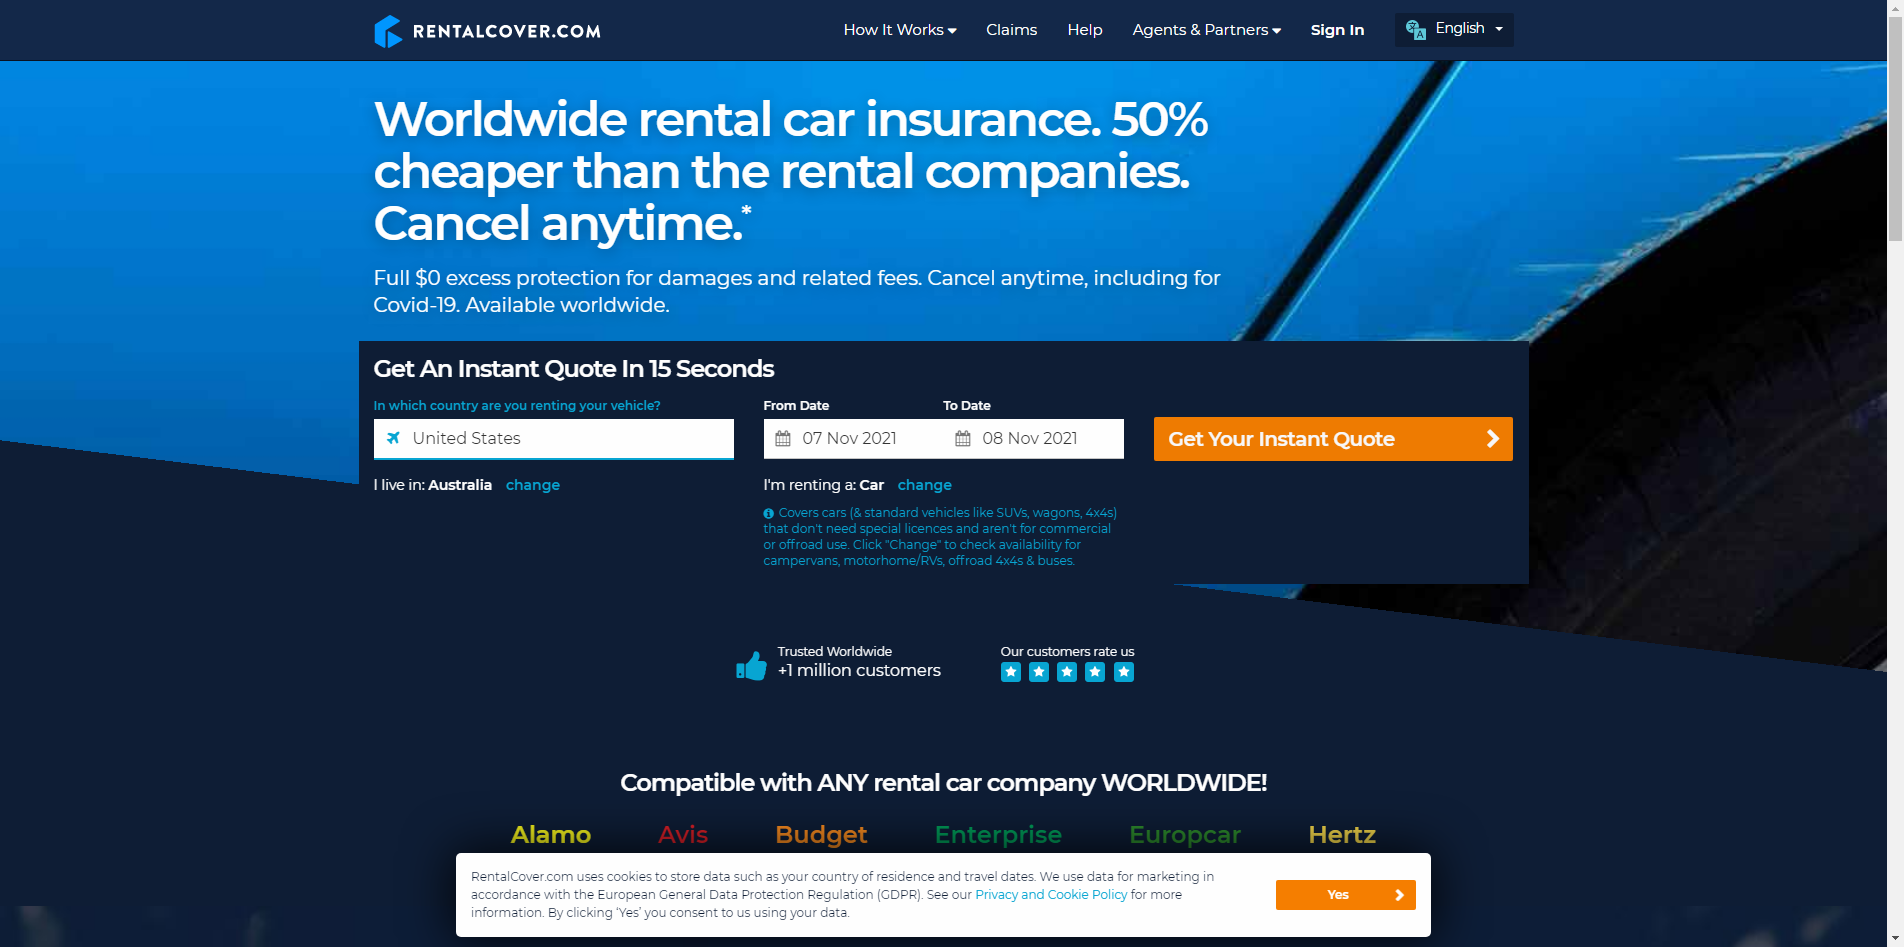 RENTALCOVER.COM
How It Works
Claims
Help
Agents & Partners
Sign In
English
Worldwide rental car insurance. 50%
cheaper than the rental companies.
Cancel anytime.*
Full $0 excess protection for damages and related fees. Cancel anytime, including for
Covid-19. Available worldwide.
Get An Instant Quote In 15 Seconds
In which country are you renting your vehicle?
United States
I live in: Australia change
From Date
To Date
07 Nov 2021
08 Nov 2021
I'm renting a: Car change
Covers cars (& standard vehicles like SUVs, wagons, 4x4s)
that don't need special licences and aren't for commercial
or offroad use. Click "Change" to check availability for
campervans, motorhome/RVs, offroad 4x4s & buses.
Get Your Instant Quote
Trusted Worldwide
+1 million customers
Our customers rate us
Compatible with ANY rental car company WORLDWIDE!
Alamo
Avis
Budget
Enterprise
Europcar
Hertz
RentalCover.com uses cookies to store data such as your country of residence and travel dates. We use data for marketing in
accordance with the European General Data Protection Regulation (GDPR). See our Privacy and Cookie Policy for more
information. By clicking 'Yes' you consent to us using your data.
Yes